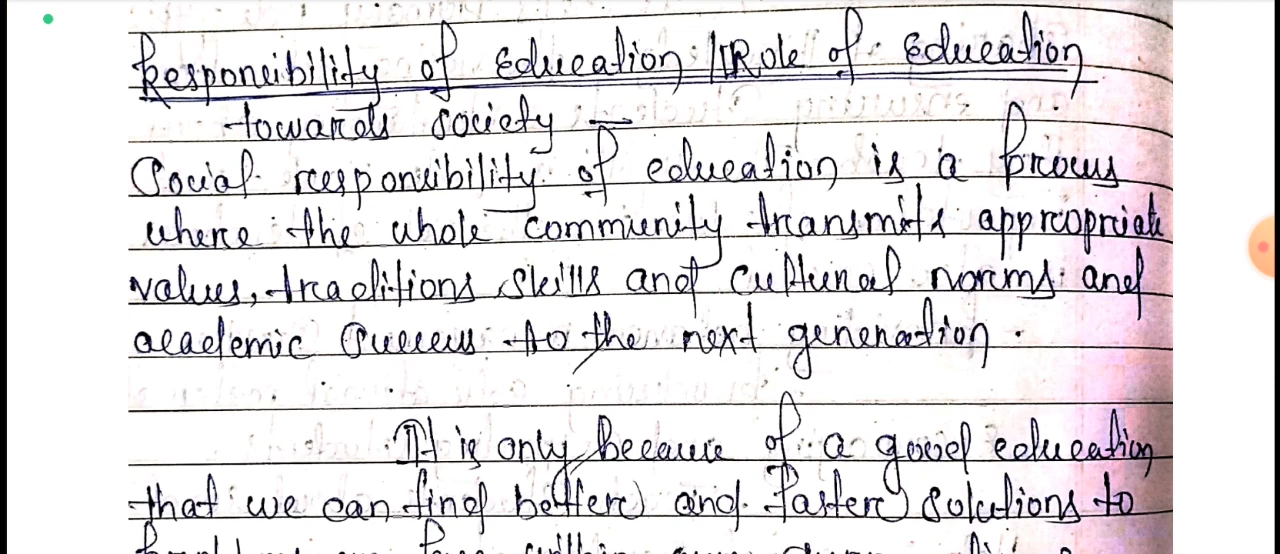 Responsibility of Education / Role of Education
towards society –
Social responsibility of education is a process
where the whole community transmits appropriate
values, traditions skills and cultural norms and
academic success to the next generation.
It is only because of a good education
that we can find better and faster solutions to